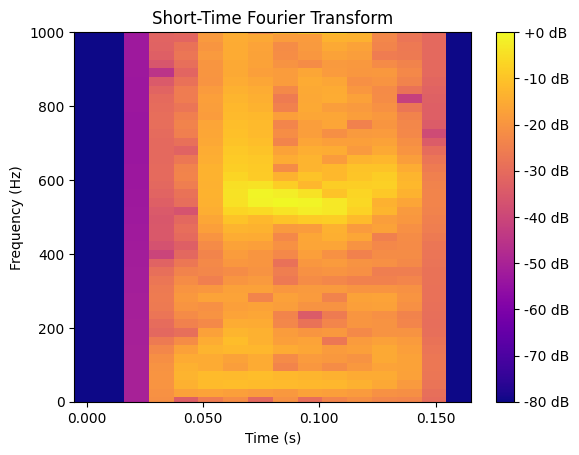 Short-Time Fourier Transform
1000
800
600
400
200
0
Frequency (Hz)
0.000
0.050
0.100
0.150
Time (s)
+0 dB
-10 dB
-20 dB
-30 dB
-40 dB
-50 dB
-60 dB
-70 dB
-80 dB